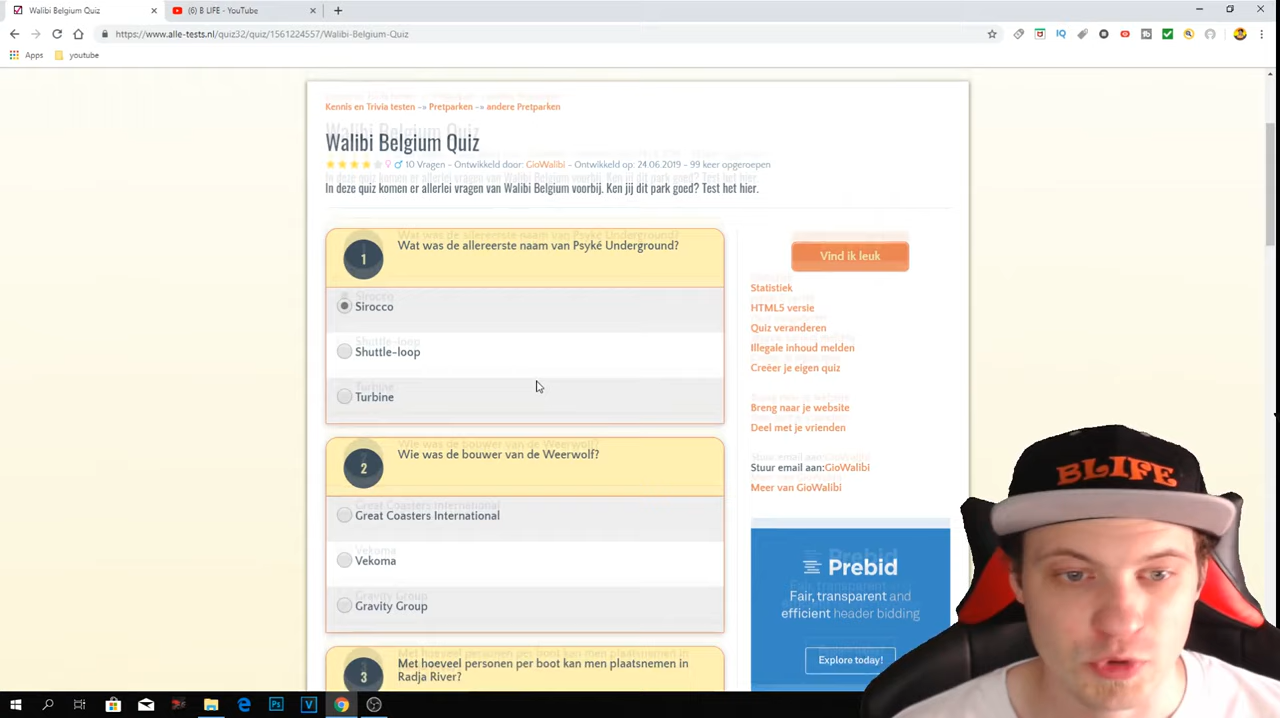 Walibi Belgium Quiz
(6) B LIFE - YouTube
https://www.alle-tests.nl/quiz32/quiz/1561224557/Walibi-Belgium-Quiz
IQ
Apps
youtube
Kennis en Trivia testen -» Pretparken -» andere Pretparken
Walibi Belgium Quiz
10 Vragen - Ontwikkeld door: GioWalibi - Ontwikkeld op: 24.06.2019 - 99 keer opgeroepen
In deze quiz komen er allerlei vragen van Walibi Belgium voorbij. Ken jij dit park goed? Test het hier.
1
Wat was de allereerste naam van Psyké Underground?
Sirocco
Shuttle-loop
Turbine
2
Wie was de bouwer van de Weerwolf?
Great Coasters International
Vekoma
Gravity Group
3
Met hoeveel personen per boot kan men plaatsnemen in
Radja River?
Vind ik leuk
Statistiek
HTML5 versie
Quiz veranderen
Illegale inhoud melden
Creëer je eigen quiz
Breng naar je website
Deel met je vrienden
Stuur email aan:GioWalibi
Meer van GioWalibi
Prebid
Fair, transparent and
efficient header bidding
Explore today!
BLIFE
Ps
V